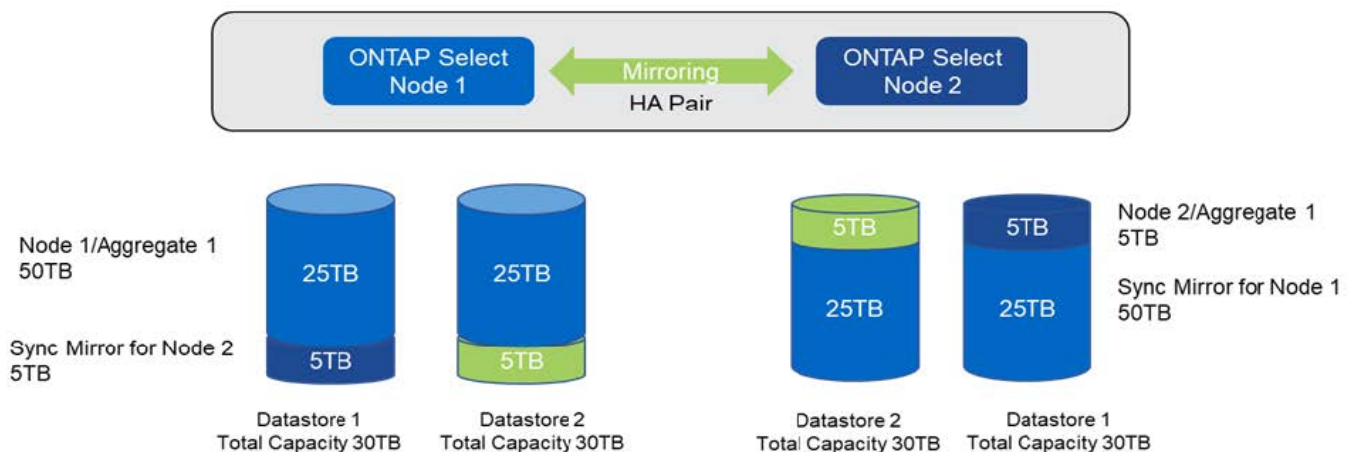 ONTAP Select
Node 1
Mirroring
HA Pair
ONTAP Select
Node 2
Node 1/Aggregate 1
50TB
Sync Mirror for Node 2
5TB
25TB
5TB
25TB
5TB
5TB
25TB
5TB
25TB
Node 2/Aggregate 1
5TB
Sync Mirror for Node 1
50TB
Datastore 1
Total Capacity 30TB
Datastore 2
Total Capacity 30TB
Datastore 2
Total Capacity 30TB
Datastore 1
Total Capacity 30TB